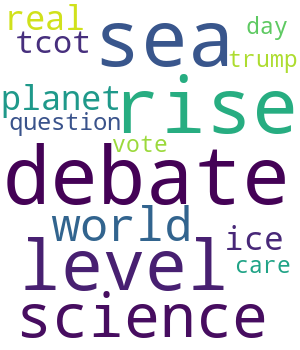 real sea day
tcot trump
planet rise
question
vote
debate
world ice
level care
science